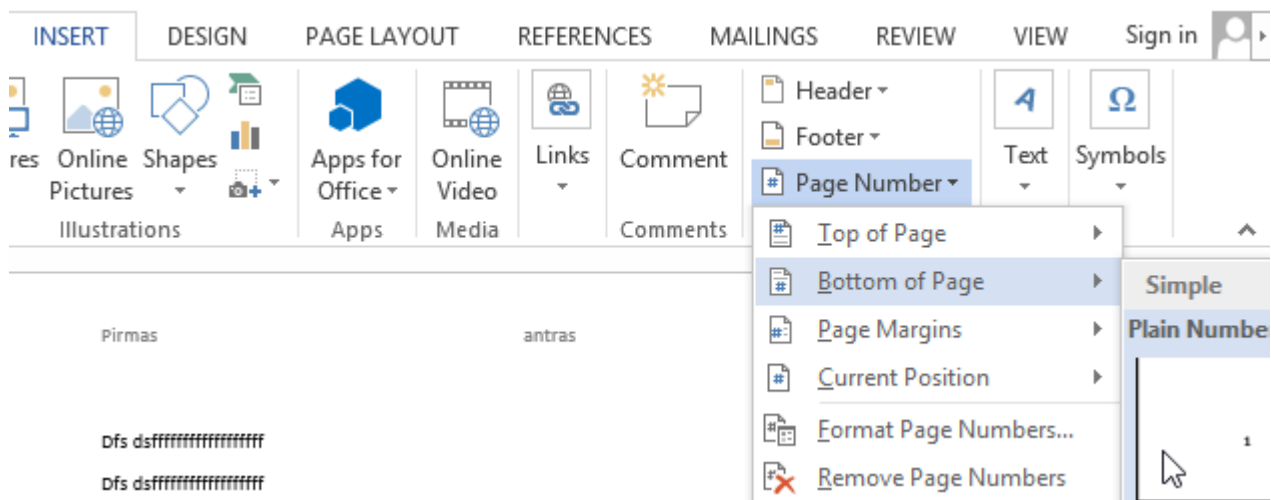 INSERT DESIGN PAGE LAYOUT REFERENCES MAILINGS REVIEW VIEW Sign in
res Online Pictures Shapes Apps for Office Online Video Links Comment Header Footer Page Number Text Symbols
Illustrations Apps Media Comments
Top of Page
Bottom of Page
Page Margins
Current Position
Format Page Numbers...
Remove Page Numbers
Simple
Plain Numbe
1
Pirmas antras
Dfs dsfffffffffffffffffff
Dfs dsfffffffffffffffffff